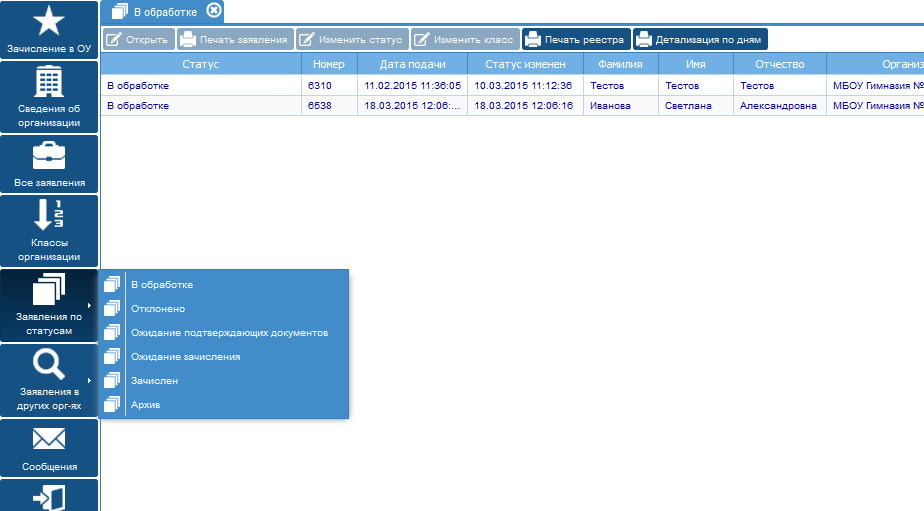 В обработке
Открыть Печать заявления Изменить статус Изменить класс Печать реестра Детализация по дням
Статус Номер Дата подачи Статус изменен Фамилия Имя Отчество Организ
В обработке 6310 11.02.2015 11:36:05 10.03.2015 11:12:36 Тестов Тестов Тестов МБОУ Гимназия №
В обработке 6538 18.03.2015 12:06:... 18.03.2015 12:06:16 Иванова Светлана Александровна МБОУ Гимназия №
Зачисление в ОУ
Сведения об
организации
Все заявления
1
2
3
Классы
организации
Заявления по
статусам
В обработке
Отклонено
Ожидание подтверждающих документов
Ожидание зачисления
Зачислен
Архив
Заявления в
других орг-ях
Сообщения